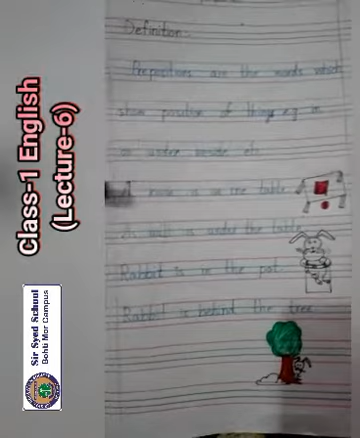 Class-1 English
(Lecture-6)
Sir Syed School
Dohti Mor Campus
Definition:-
Prepositions are the words which
show position of things e.g in
on under beside etc
book is on the table
A ball is under the table
Rabbit is in the pot.
Rabbit is behind the tree.